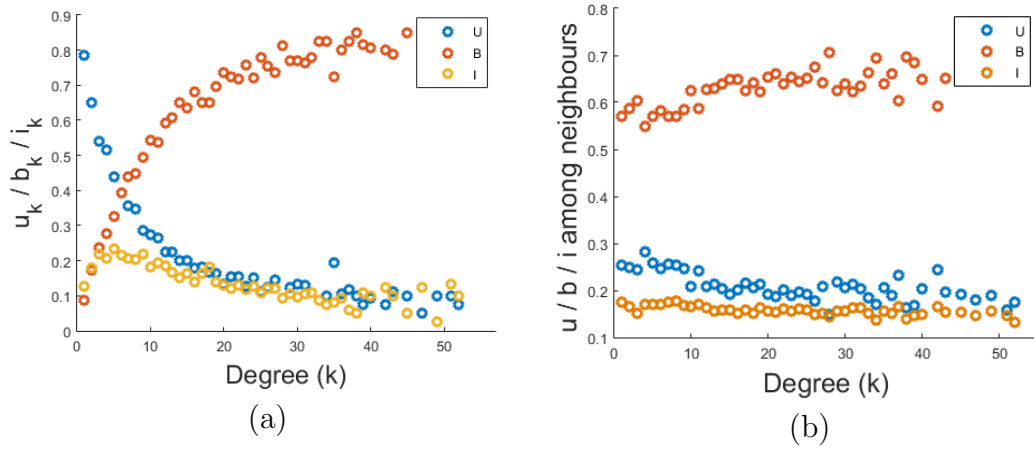 0.9
0.8
0.7
0.6
0.5
0.4
0.3
0.2
0.1
0
0 10 20 30 40 50
u_k / b_k / i_k
Degree (k)
U
B
I
(a)
0.8
0.7
0.6
0.5
0.4
0.3
0.2
0.1
0 10 20 30 40 50
u / b / i among neighbours
Degree (k)
U
B
I
(b)